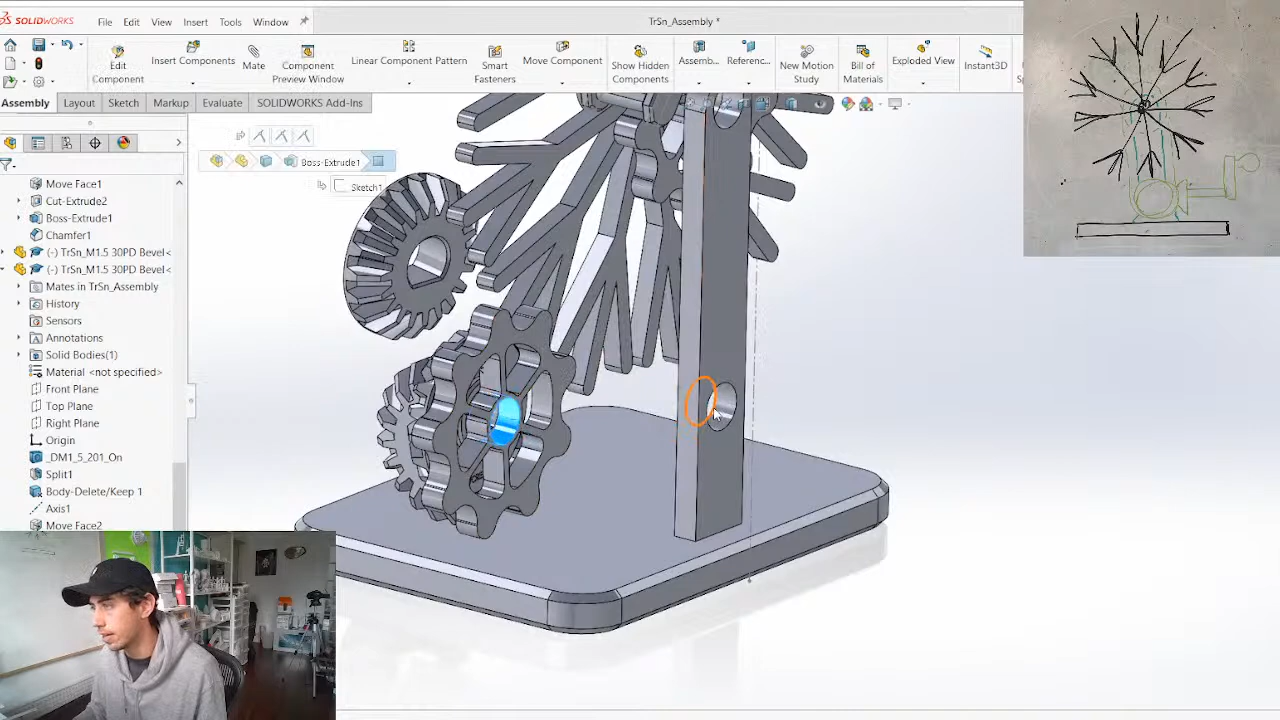 SOLIDWORKS File Edit View Insert Tools Window TrSn_Assembly *
Edit Component
Insert Components
Mate
Component Preview Window
Linear Component Pattern
Smart Fasteners
Move Component
Show Hidden Components
Assemb...
Referenc...
New Motion Study
Bill of Materials
Exploded View
Instant3D
Assembly Layout Sketch Markup Evaluate SOLIDWORKS Add-Ins
Boss-Extrude1
Sketch1
Move Face1
Cut-Extrude2
Boss-Extrude1
Chamfer1
(-) TrSn_M1.5 30PD Bevel<
(-) TrSn_M1.5 30PD Bevel<
Mates in TrSn_Assembly
History
Sensors
Annotations
Solid Bodies(1)
Material <not specified>
Front Plane
Top Plane
Right Plane
Origin
_DM1_5_201_On
Split1
Body-Delete/Keep 1
Axis1
Move Face2